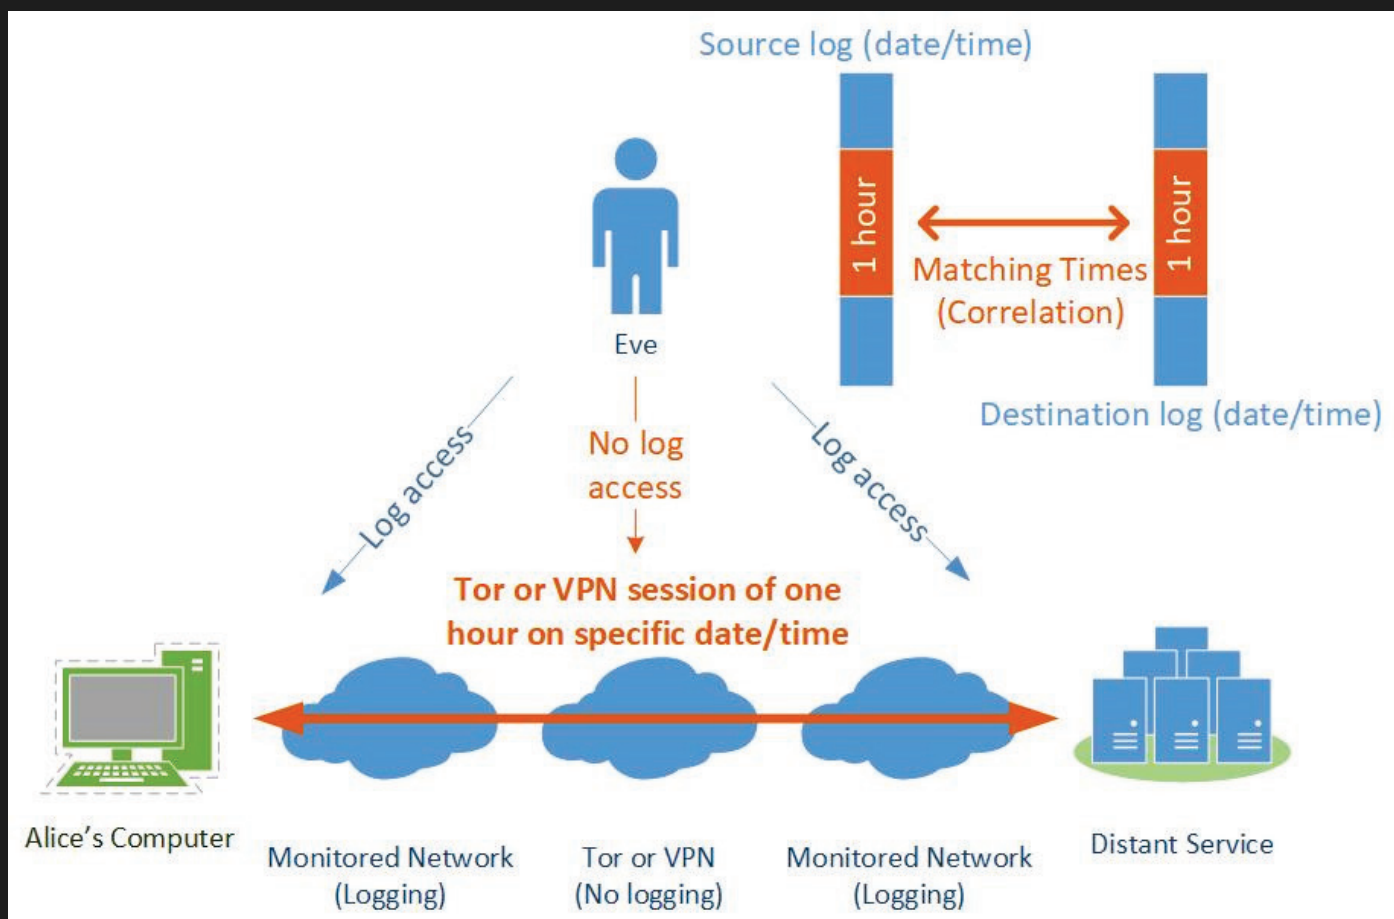 Source log (date/time)
1 hour
1 hour
Matching Times
(Correlation)
Destination log (date/time)
Eve
Log access
No log
access
Log access
Tor or VPN session of one
hour on specific date/time
Alice's Computer
Monitored Network
(Logging)
Tor or VPN
(No logging)
Monitored Network
(Logging)
Distant Service